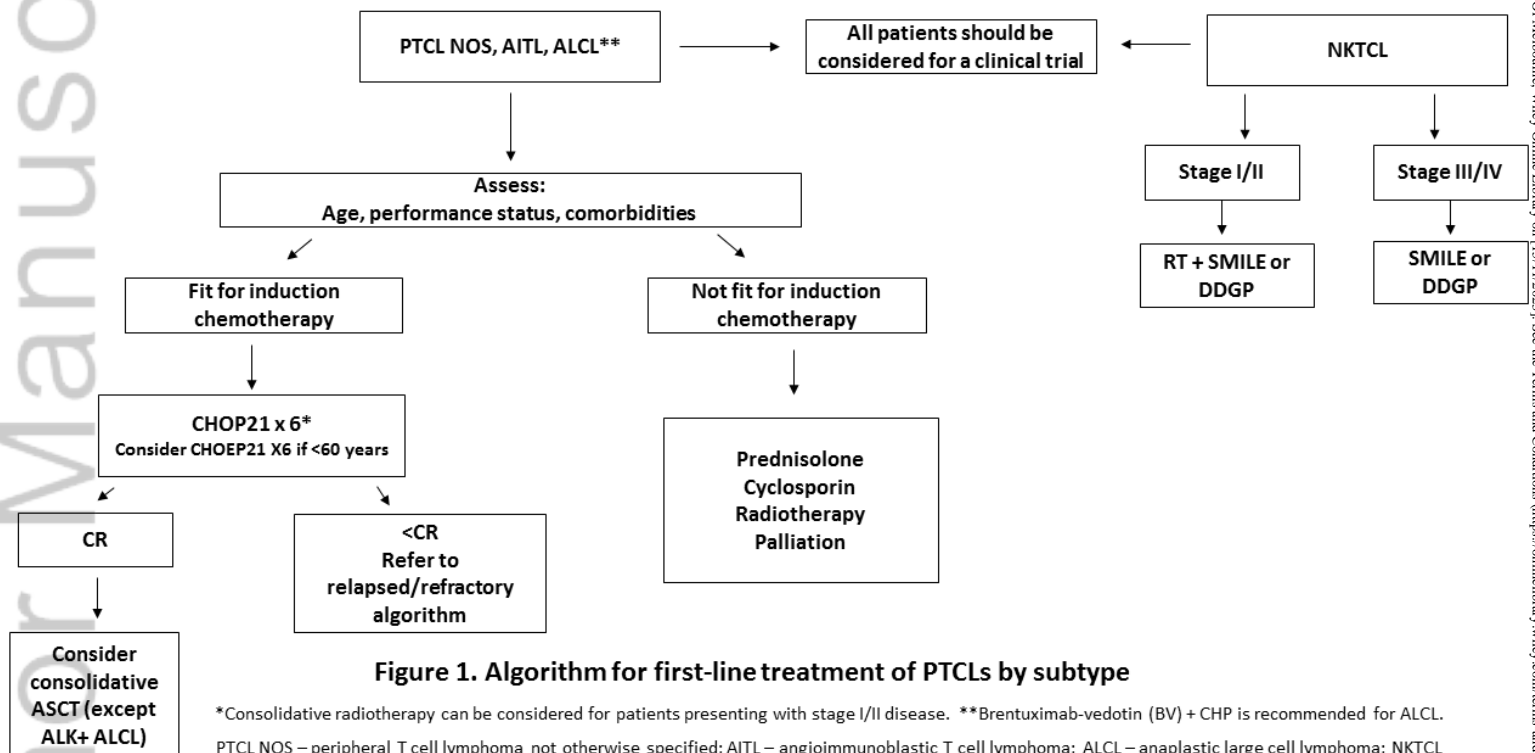 PTCL NOS, AITL, ALCL**
All patients should be
considered for a clinical trial
NKTCL
Assess:
Age, performance status, comorbidities
Stage I/II
Stage III/IV
RT + SMILE or
DDGP
SMILE or
DDGP
Fit for induction
chemotherapy
Not fit for induction
chemotherapy
CHOP21 x 6*
Consider CHOEP21 X6 if <60 years
Prednisolone
Cyclosporin
Radiotherapy
Palliation
CR
<CR
Refer to
relapsed/refractory
algorithm
Consider
consolidative
ASCT (except
ALK+ ALCL)
Figure 1. Algorithm for first-line treatment of PTCLs by subtype
*Consolidative radiotherapy can be considered for patients presenting with stage I/II disease. **Brentuximab-vedotin (BV) + CHP is recommended for ALCL.
PTCL NOS – peripheral T cell lymphoma not otherwise specified; AITL – angioimmunoblastic T cell lymphoma; ALCL – anaplastic large cell lymphoma; NKTCL
or Manusc